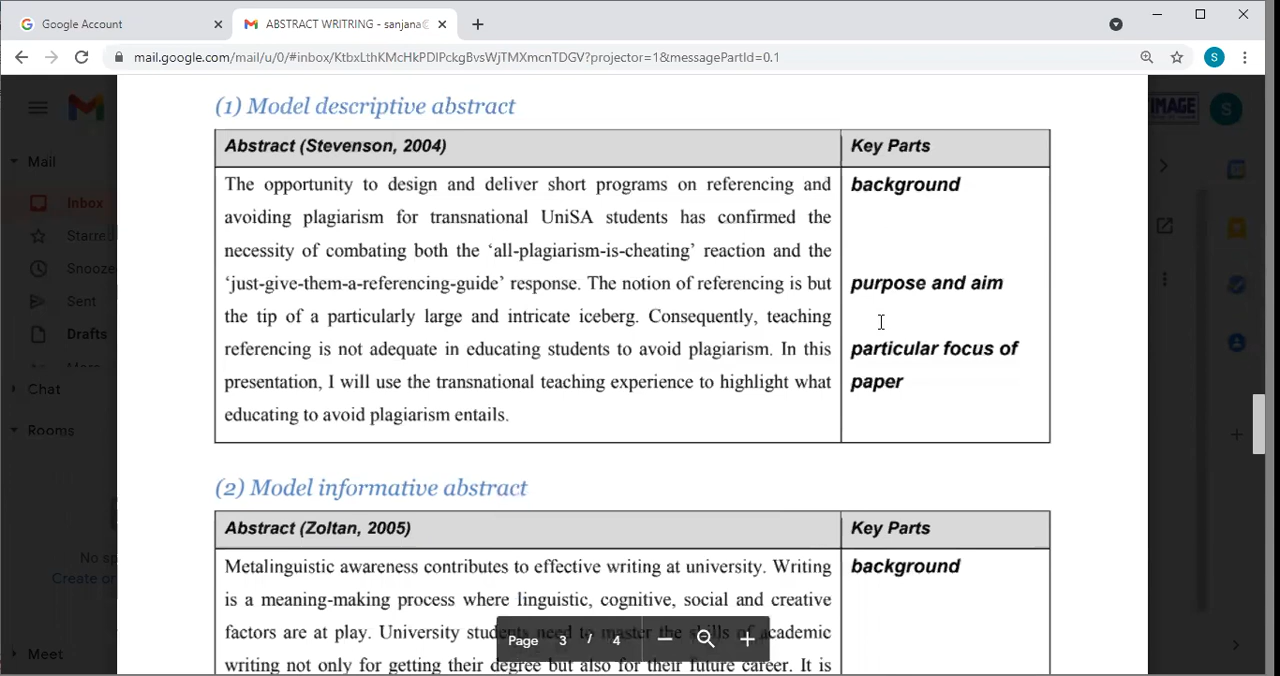 Google Account
ABSTRACT WRITRING - sanjana@
mail.google.com/mail/u/0/#inbox/KtbxLthKMcHkPDlPckgBvsWjTMXmcnTDGV?projector=1&messagePartId=0.1
S
IMAGE
S
Mail
Inbox
Starred
Snooze
Sent
Drafts
More
Chat
Rooms
No sp
Create or
Meet
(1) Model descriptive abstract
Abstract (Stevenson, 2004)
Key Parts
The opportunity to design and deliver short programs on referencing and
background
avoiding plagiarism for transnational UniSA students has confirmed the
necessity of combating both the ‘all-plagiarism-is-cheating’ reaction and the
‘just-give-them-a-referencing-guide’ response. The notion of referencing is but
purpose and aim
the tip of a particularly large and intricate iceberg. Consequently, teaching
referencing is not adequate in educating students to avoid plagiarism. In this
particular focus of
presentation, I will use the transnational teaching experience to highlight what
paper
educating to avoid plagiarism entails.
(2) Model informative abstract
Abstract (Zoltan, 2005)
Key Parts
Metalinguistic awareness contributes to effective writing at university. Writing
background
is a meaning-making process where linguistic, cognitive, social and creative
factors are at play. University students need to master the skills of academic
writing not only for getting their degree but also for their future career. It is
Page 3 / 4